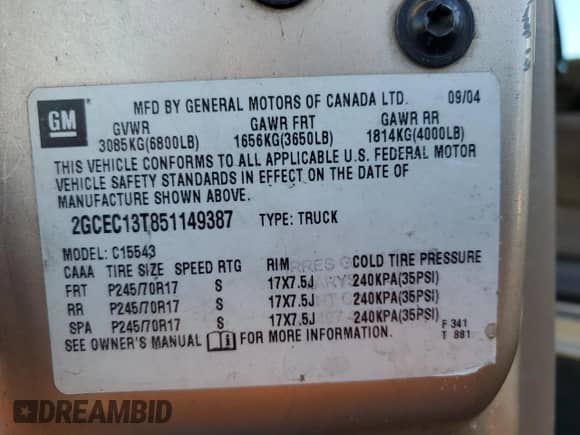 GM
MFD BY GENERAL MOTORS OF CANADA LTD. 09/04
GVWR GAWR FRT GAWR RR
3085KG(6800LB) 1656KG(3650LB) 1814KG(4000LB)
THIS VEHICLE CONFORMS TO ALL APPLICABLE U.S. FEDERAL MOTOR
VEHICLE SAFETY STANDARDS IN EFFECT ON THE DATE OF
MANUFACTURE SHOWN ABOVE.
2GCEC13T851149387 TYPE: TRUCK
MODEL: C15543
CAAA TIRE SIZE SPEED RTG RIM COLD TIRE PRESSURE
FRT P245/70R17 S 17X7.5J 240KPA(35PSI)
RR P245/70R17 S 17X7.5J 240KPA(35PSI)
SPA P245/70R17 S 17X7.5J 240KPA(35PSI)
SEE OWNER'S MANUAL FOR MORE INFORMATION. F 341
T 881
DREAMBID